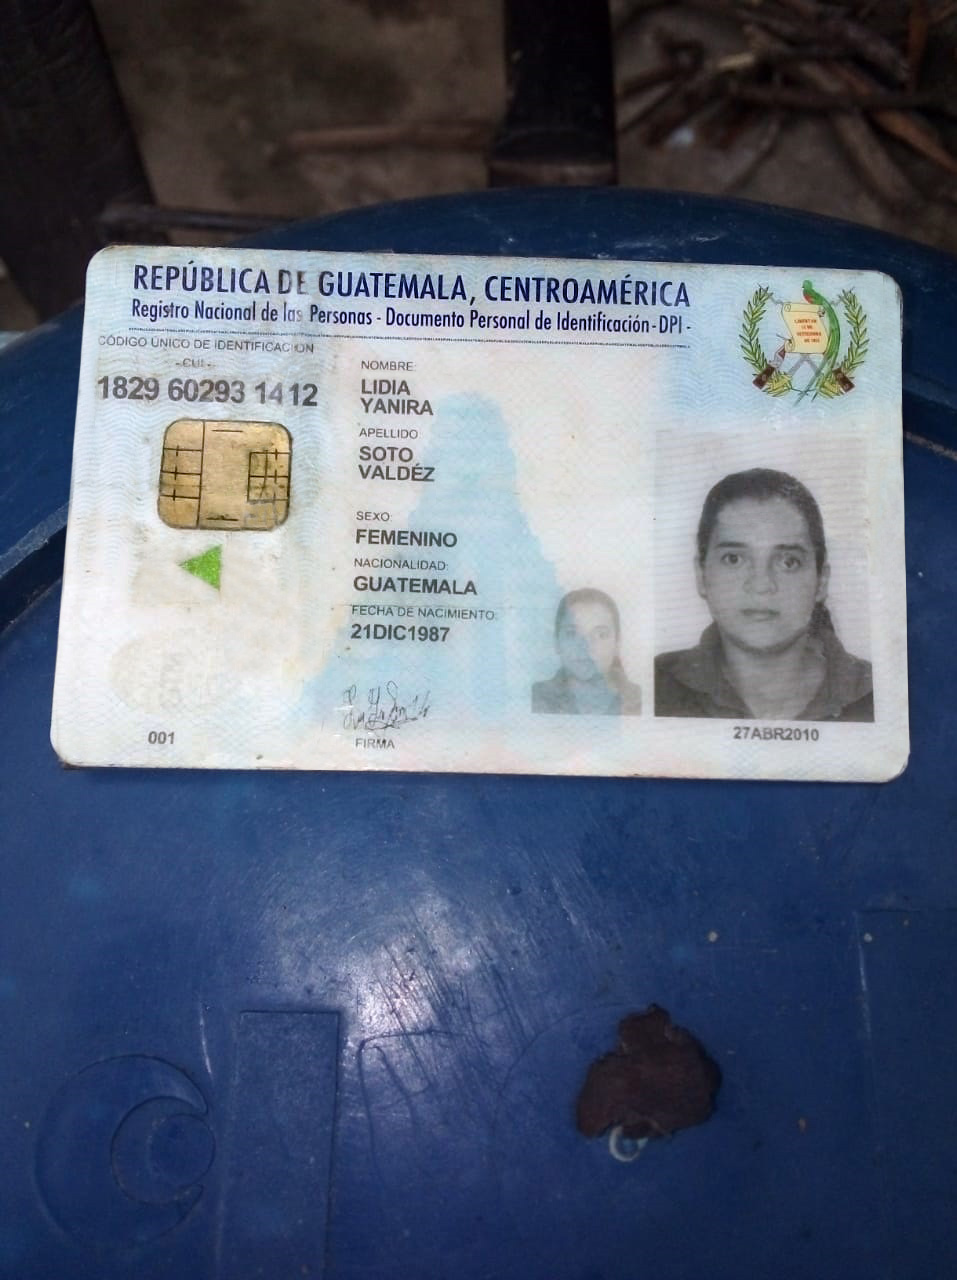 REPÚBLICA DE GUATEMALA, CENTROAMÉRICA
Registro Nacional de las Personas - Documento Personal de Identificación -DPI -
CÓDIGO ÚNICO DE IDENTIFICACION
-CUI -
1829 60293 1412
NOMBRE:
LIDIA
YANIRA
APELLIDO
SOTO
VALDÉZ
SEXO:
FEMENINO
NACIONALIDAD:
GUATEMALA
FECHA DE NACIMIENTO:
21DIC1987
FIRMA
001
27ABR2010